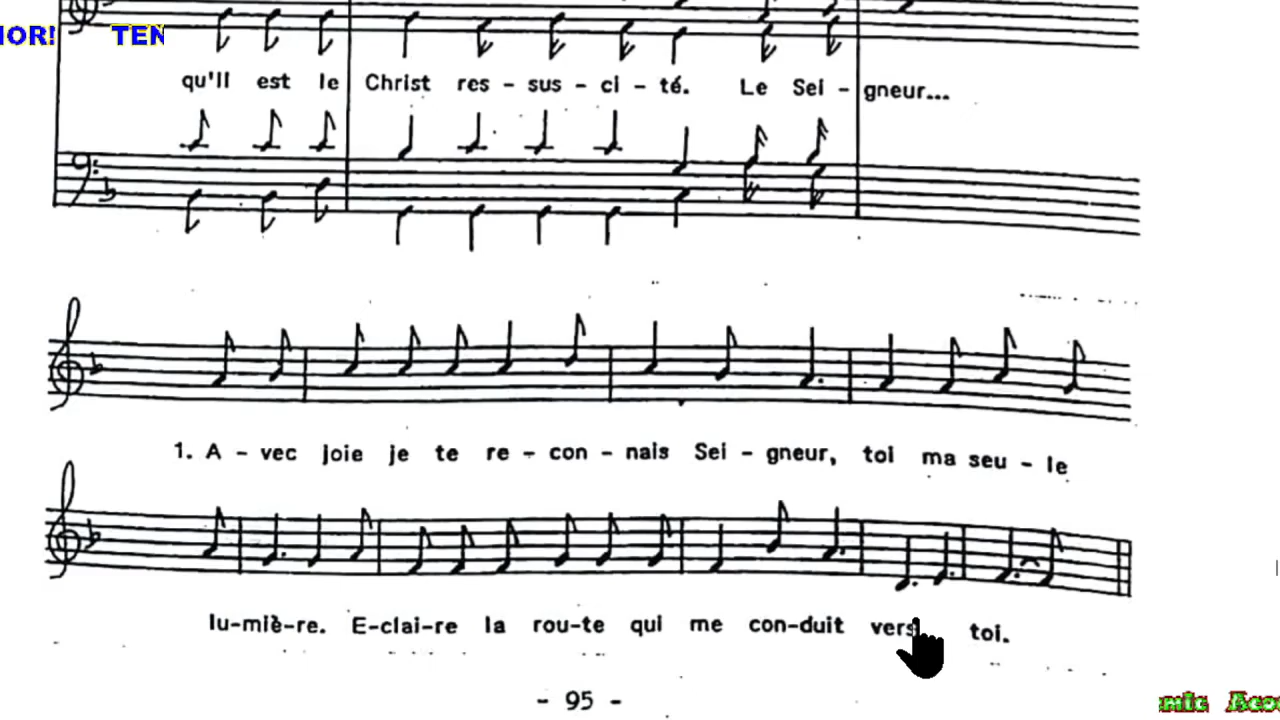 TEN
qu'il est le Christ res - sus - ci - té. Le Sei - gneur...
1. A - vec joie je te re - con - nais Sei - gneur, toi ma seu - le
lu-miè-re. E-clai-re la rou-te qui me con-duit vers toi.
- 95 -